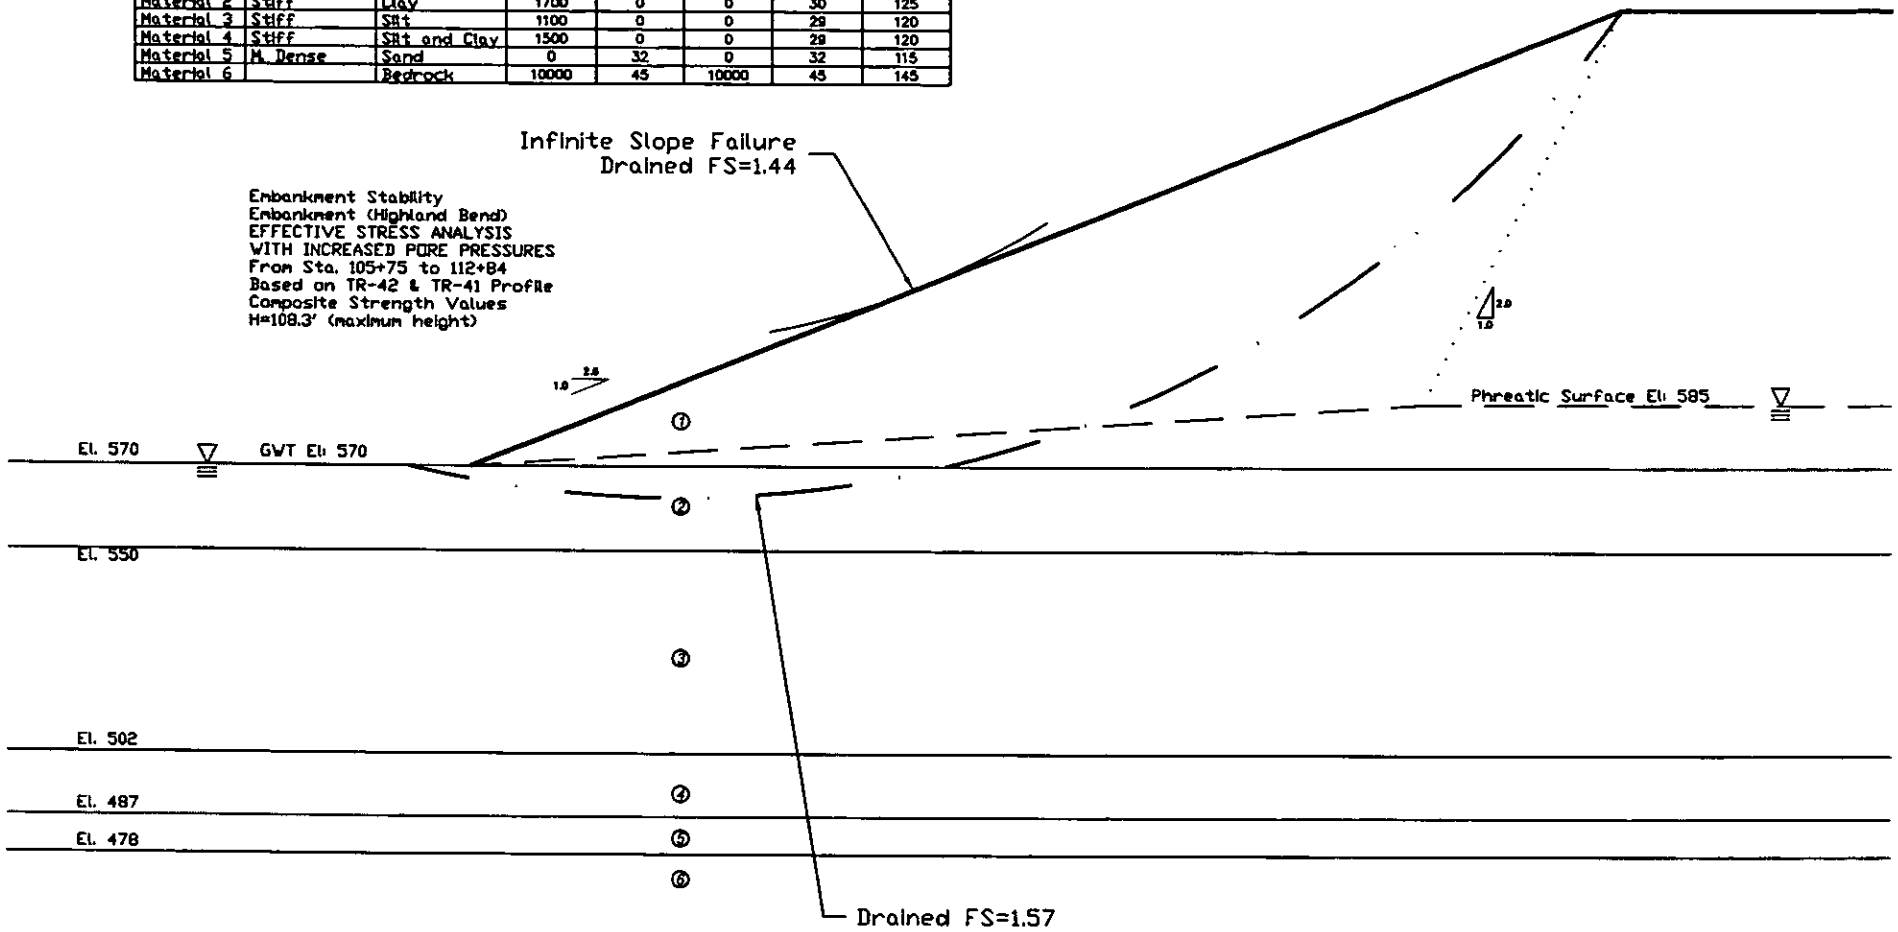 Material 2 Stiff Clay 1700 0 0 30 125
Material 3 Stiff Silt 1100 0 0 29 120
Material 4 Stiff Silt and Clay 1500 0 0 29 120
Material 5 M. Dense Sand 0 32 0 32 115
Material 6 Bedrock 10000 45 10000 45 145
Infinite Slope Failure
Drained FS=1.44
Embankment Stability
Embankment (Highland Bend)
EFFECTIVE STRESS ANALYSIS
WITH INCREASED PORE PRESSURES
From Sta. 105+75 to 112+84
Based on TR-42 & TR-41 Profile
Composite Strength Values
H=108.3' (maximum height)
2.0
1.0
1.0
1
Phreatic Surface El: 585
El. 570
GWT El: 570
2
El. 550
3
El. 502
4
El. 487
5
El. 478
6
Drained FS=1.57